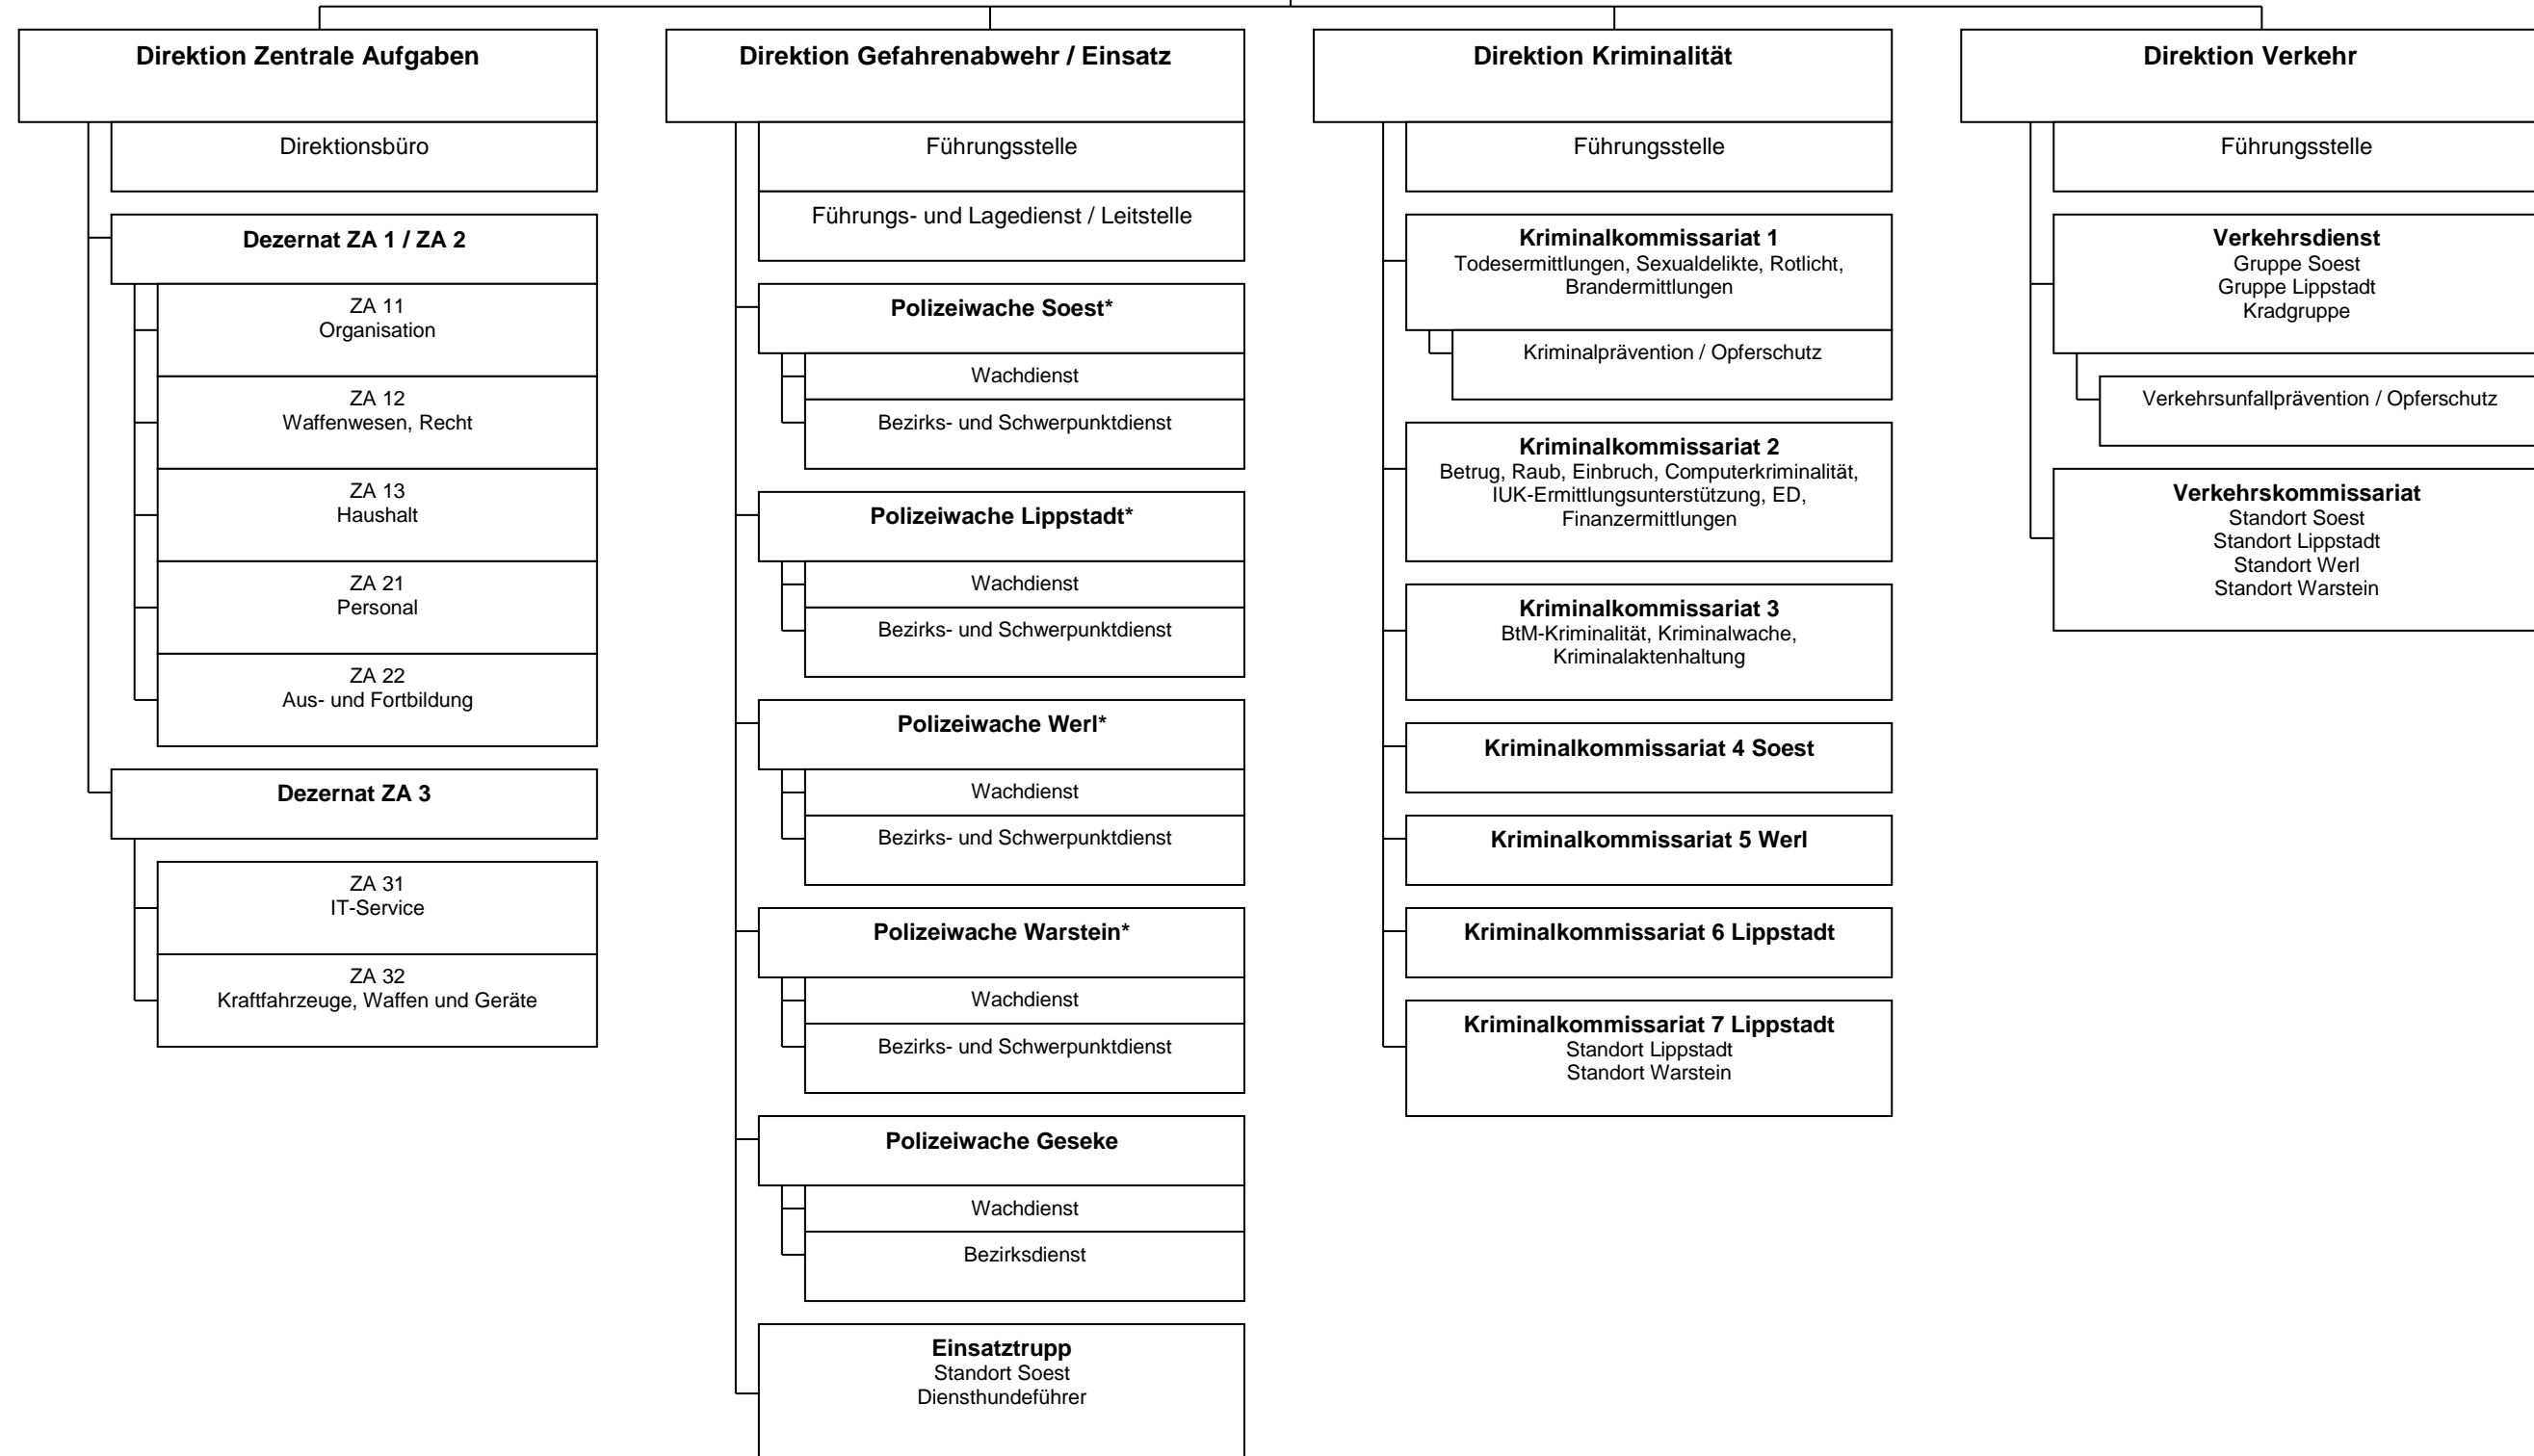 Direktion Zentrale Aufgaben
Direktionsbüro
Dezernat ZA 1 / ZA 2
ZA 11
Organisation
ZA 12
Waffenwesen, Recht
ZA 13
Haushalt
ZA 21
Personal
ZA 22
Aus- und Fortbildung
Dezernat ZA 3
ZA 31
IT-Service
ZA 32
Kraftfahrzeuge, Waffen und Geräte
Direktion Gefahrenabwehr / Einsatz
Führungsstelle
Führungs- und Lagedienst / Leitstelle
Polizeiwache Soest*
Wachdienst
Bezirks- und Schwerpunktdienst
Polizeiwache Lippstadt*
Wachdienst
Bezirks- und Schwerpunktdienst
Polizeiwache Werl*
Wachdienst
Bezirks- und Schwerpunktdienst
Polizeiwache Warstein*
Wachdienst
Bezirks- und Schwerpunktdienst
Polizeiwache Geseke
Wachdienst
Bezirksdienst
Einsatztrupp
Standort Soest
Diensthundeführer
Direktion Kriminalität
Führungsstelle
Kriminalkommissariat 1
Todesermittlungen, Sexualdelikte, Rotlicht,
Brandermittlungen
Kriminalprävention / Opferschutz
Kriminalkommissariat 2
Betrug, Raub, Einbruch, Computerkriminalität,
IUK-Ermittlungsunterstützung, ED,
Finanzermittlungen
Kriminalkommissariat 3
BtM-Kriminalität, Kriminalwache,
Kriminalaktenhaltung
Kriminalkommissariat 4 Soest
Kriminalkommissariat 5 Werl
Kriminalkommissariat 6 Lippstadt
Kriminalkommissariat 7 Lippstadt
Standort Lippstadt
Standort Warstein
Direktion Verkehr
Führungsstelle
Verkehrsdienst
Gruppe Soest
Gruppe Lippstadt
Kradgruppe
Verkehrsunfallprävention / Opferschutz
Verkehrskommissariat
Standort Soest
Standort Lippstadt
Standort Werl
Standort Warstein